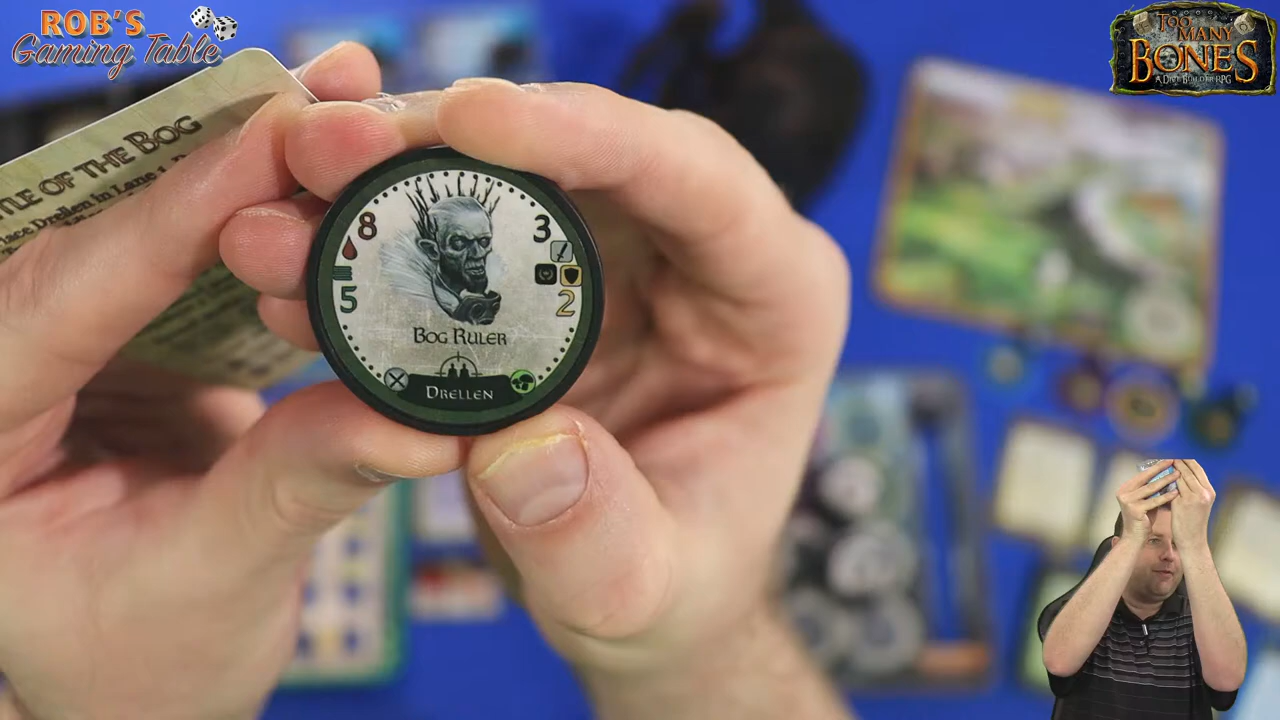 ROB'S
Gaming Table
TOO
MANY
BONES
A DICE BUILDER RPG
TLE OF THE BOG
lace Drellen in Lane 1
8
3
5
2
BOG RULER
DRELLEN